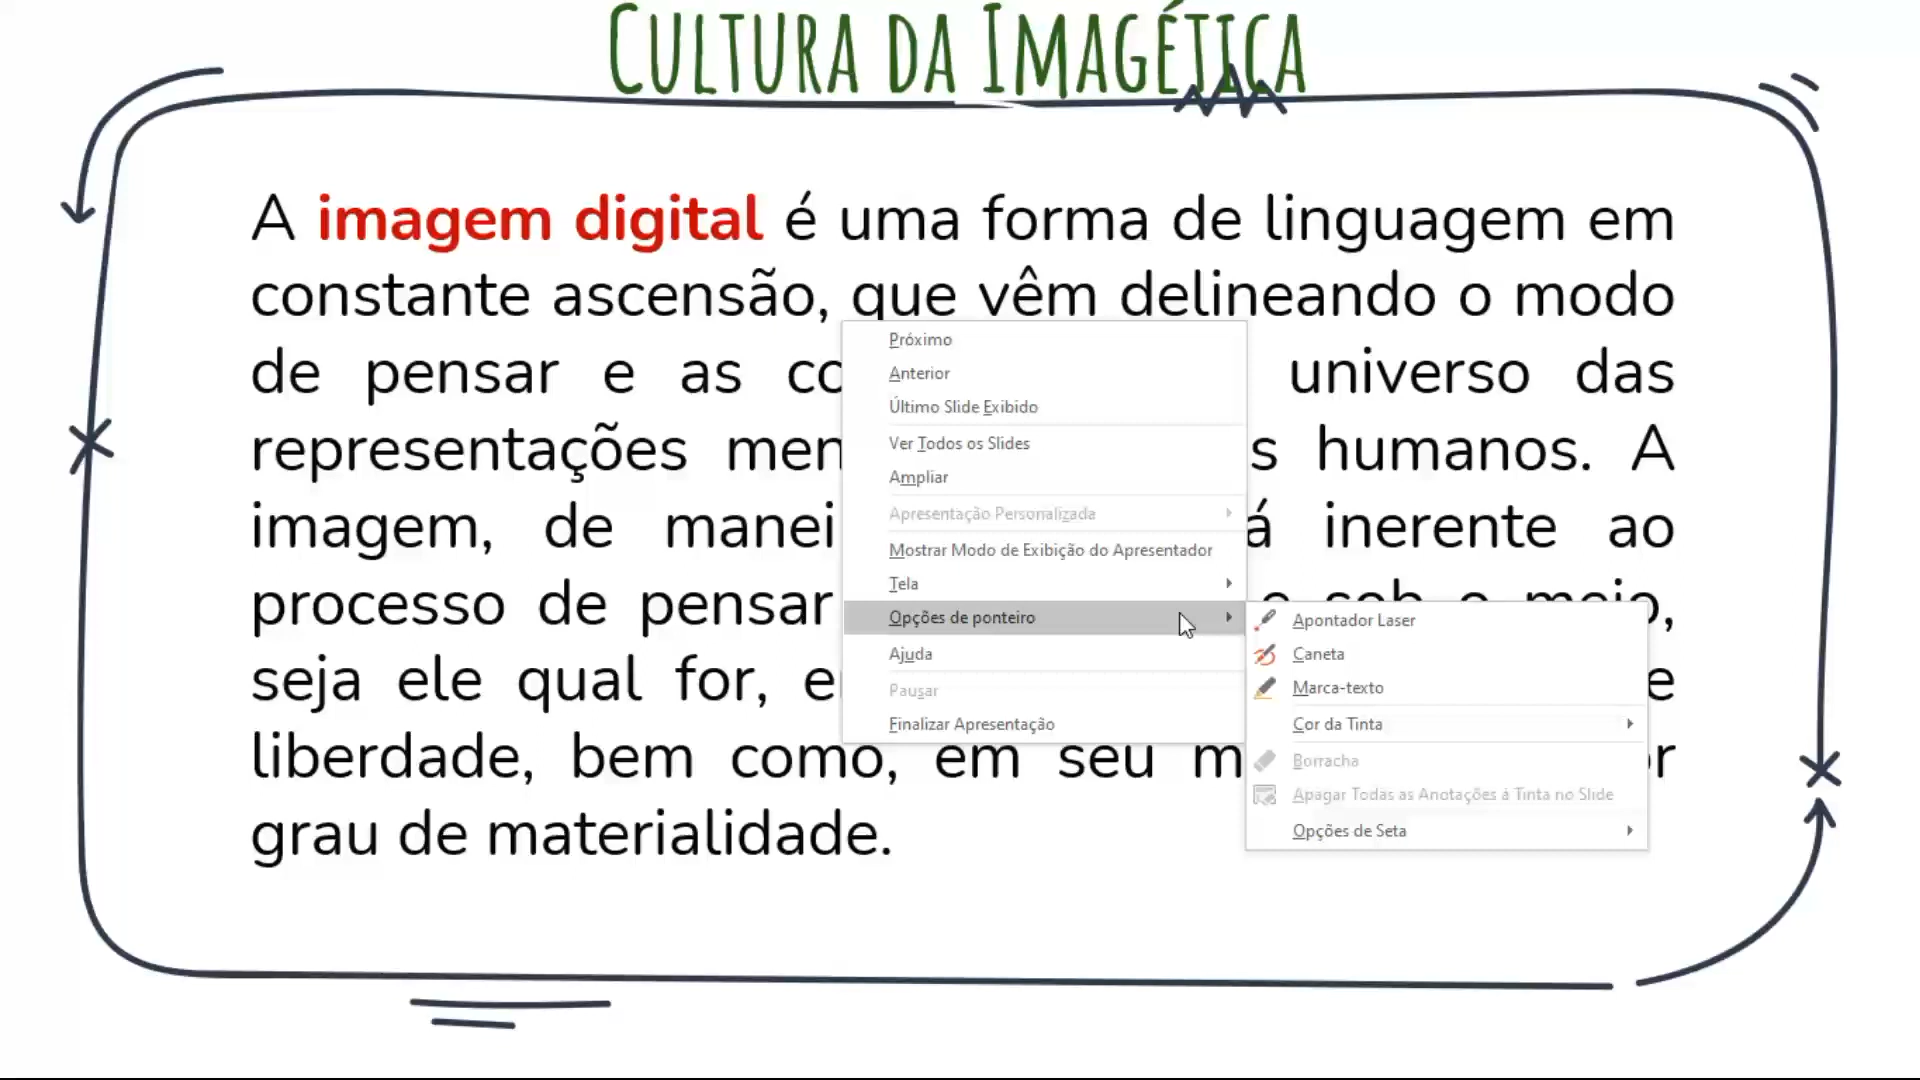 CULTURA DA IMAGÉTICA
A imagem digital é uma forma de linguagem em
constante ascensão, que vêm delineando o modo
de pensar e as universo das
representações humanos. A
imagem, de inerente ao
processo de pensar sob o meio,
seja ele qual for,
liberdade, bem como, em seu
grau de materialidade.
Próximo
Anterior
Último Slide Exibido
Ver Todos os Slides
Ampliar
Apresentação Personalizada
Mostrar Modo de Exibição do Apresentador
Tela
Opções de ponteiro
Ajuda
Pausar
Finalizar Apresentação
Apontador Laser
Caneta
Marca-texto
Cor da Tinta
Borracha
Apagar Todas as Anotações à Tinta no Slide
Opções de Seta